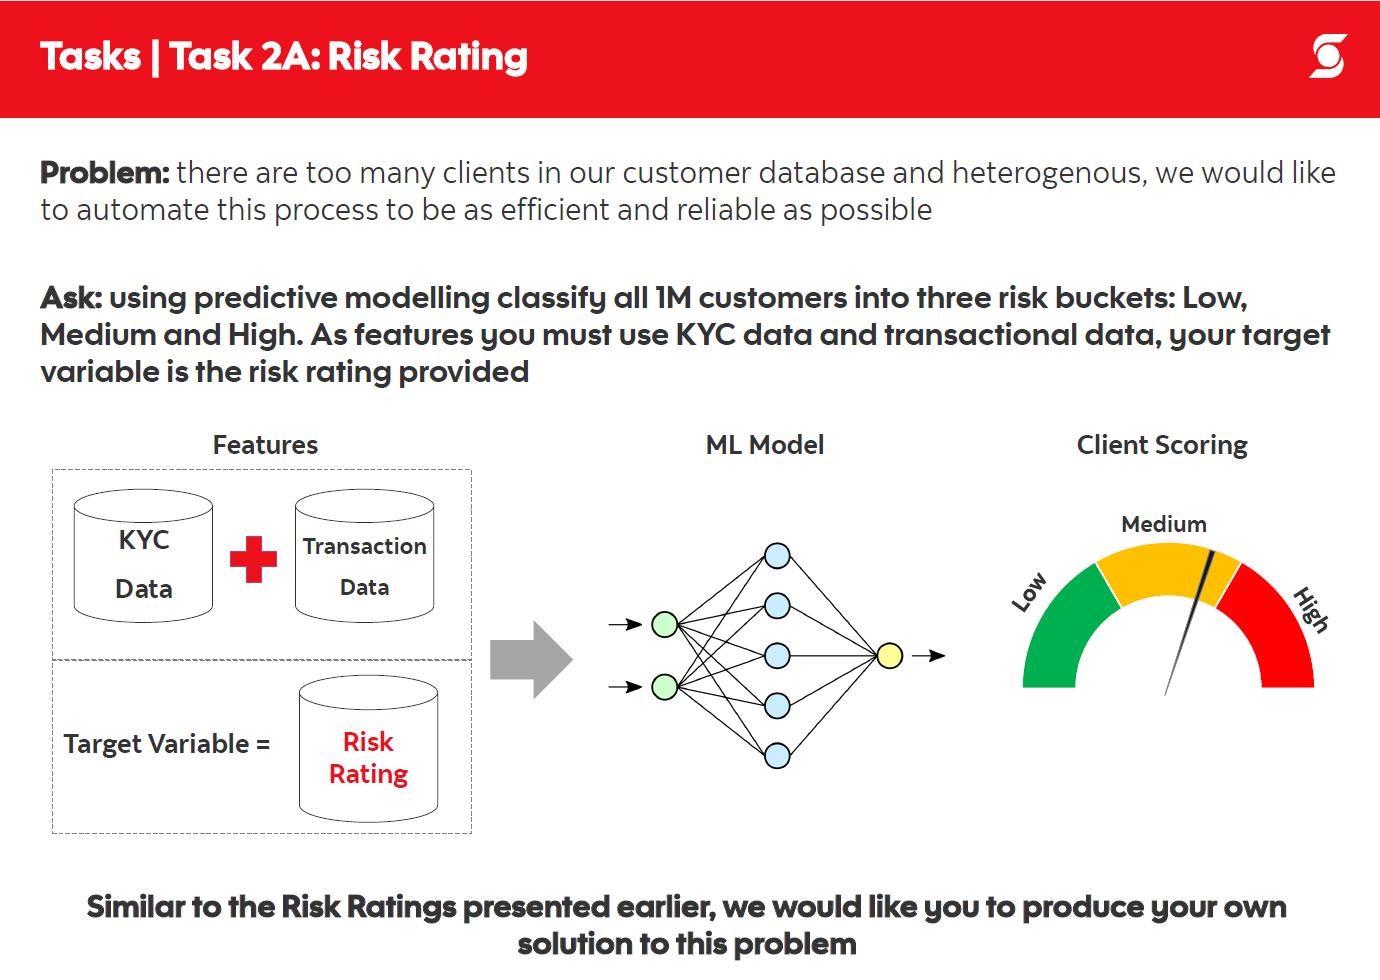 Tasks | Task 2A: Risk Rating
Problem: there are too many clients in our customer database and heterogenous, we would like
to automate this process to be as efficient and reliable as possible
Ask: using predictive modelling classify all 1M customers into three risk buckets: Low,
Medium and High. As features you must use KYC data and transactional data, your target
variable is the risk rating provided
Features
KYC
Data
Transaction
Data
Target Variable =
Risk
Rating
ML Model
Client Scoring
Low
Medium
High
Similar to the Risk Ratings presented earlier, we would like you to produce your own
solution to this problem